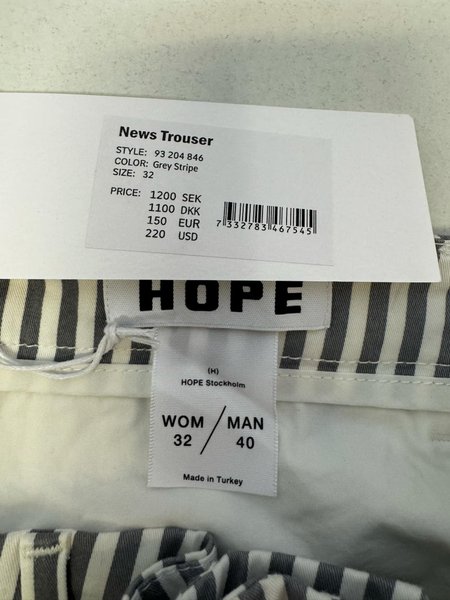 News Trouser
STYLE: 93 204 846
COLOR: Grey Stripe
SIZE: 32
PRICE: 1200 SEK
1100 DKK
150 EUR
220 USD
7 332783 467545
HOPE
(H)
HOPE Stockholm
WOM / MAN
32 40
Made in Turkey